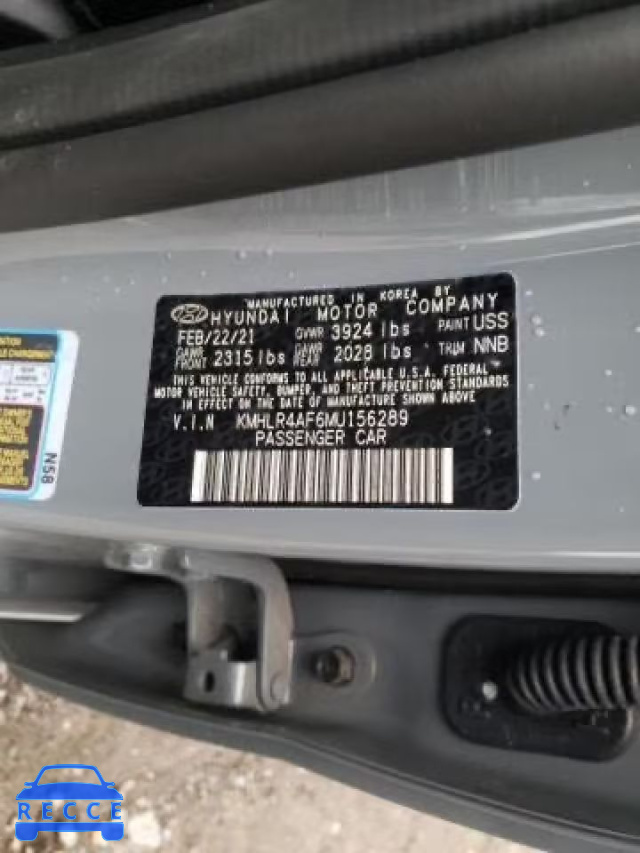 MANUFACTURED IN KOREA BY
HYUNDAI MOTOR COMPANY
FEB/22/21 GVWR 3924 lbs PAINT USS
GAWR FRONT 2315 lbs GAWR REAR 2028 lbs TRIM NNB
THIS VEHICLE CONFORMS TO ALL APPLICABLE U.S.A. FEDERAL
MOTOR VEHICLE SAFETY, BUMPER, AND THEFT PREVENTION STANDARDS
IN EFFECT ON THE DATE OF MANUFACTURE SHOWN ABOVE
V.I.N KMHLR4AF6MU156289
PASSENGER CAR
N58
RECCE